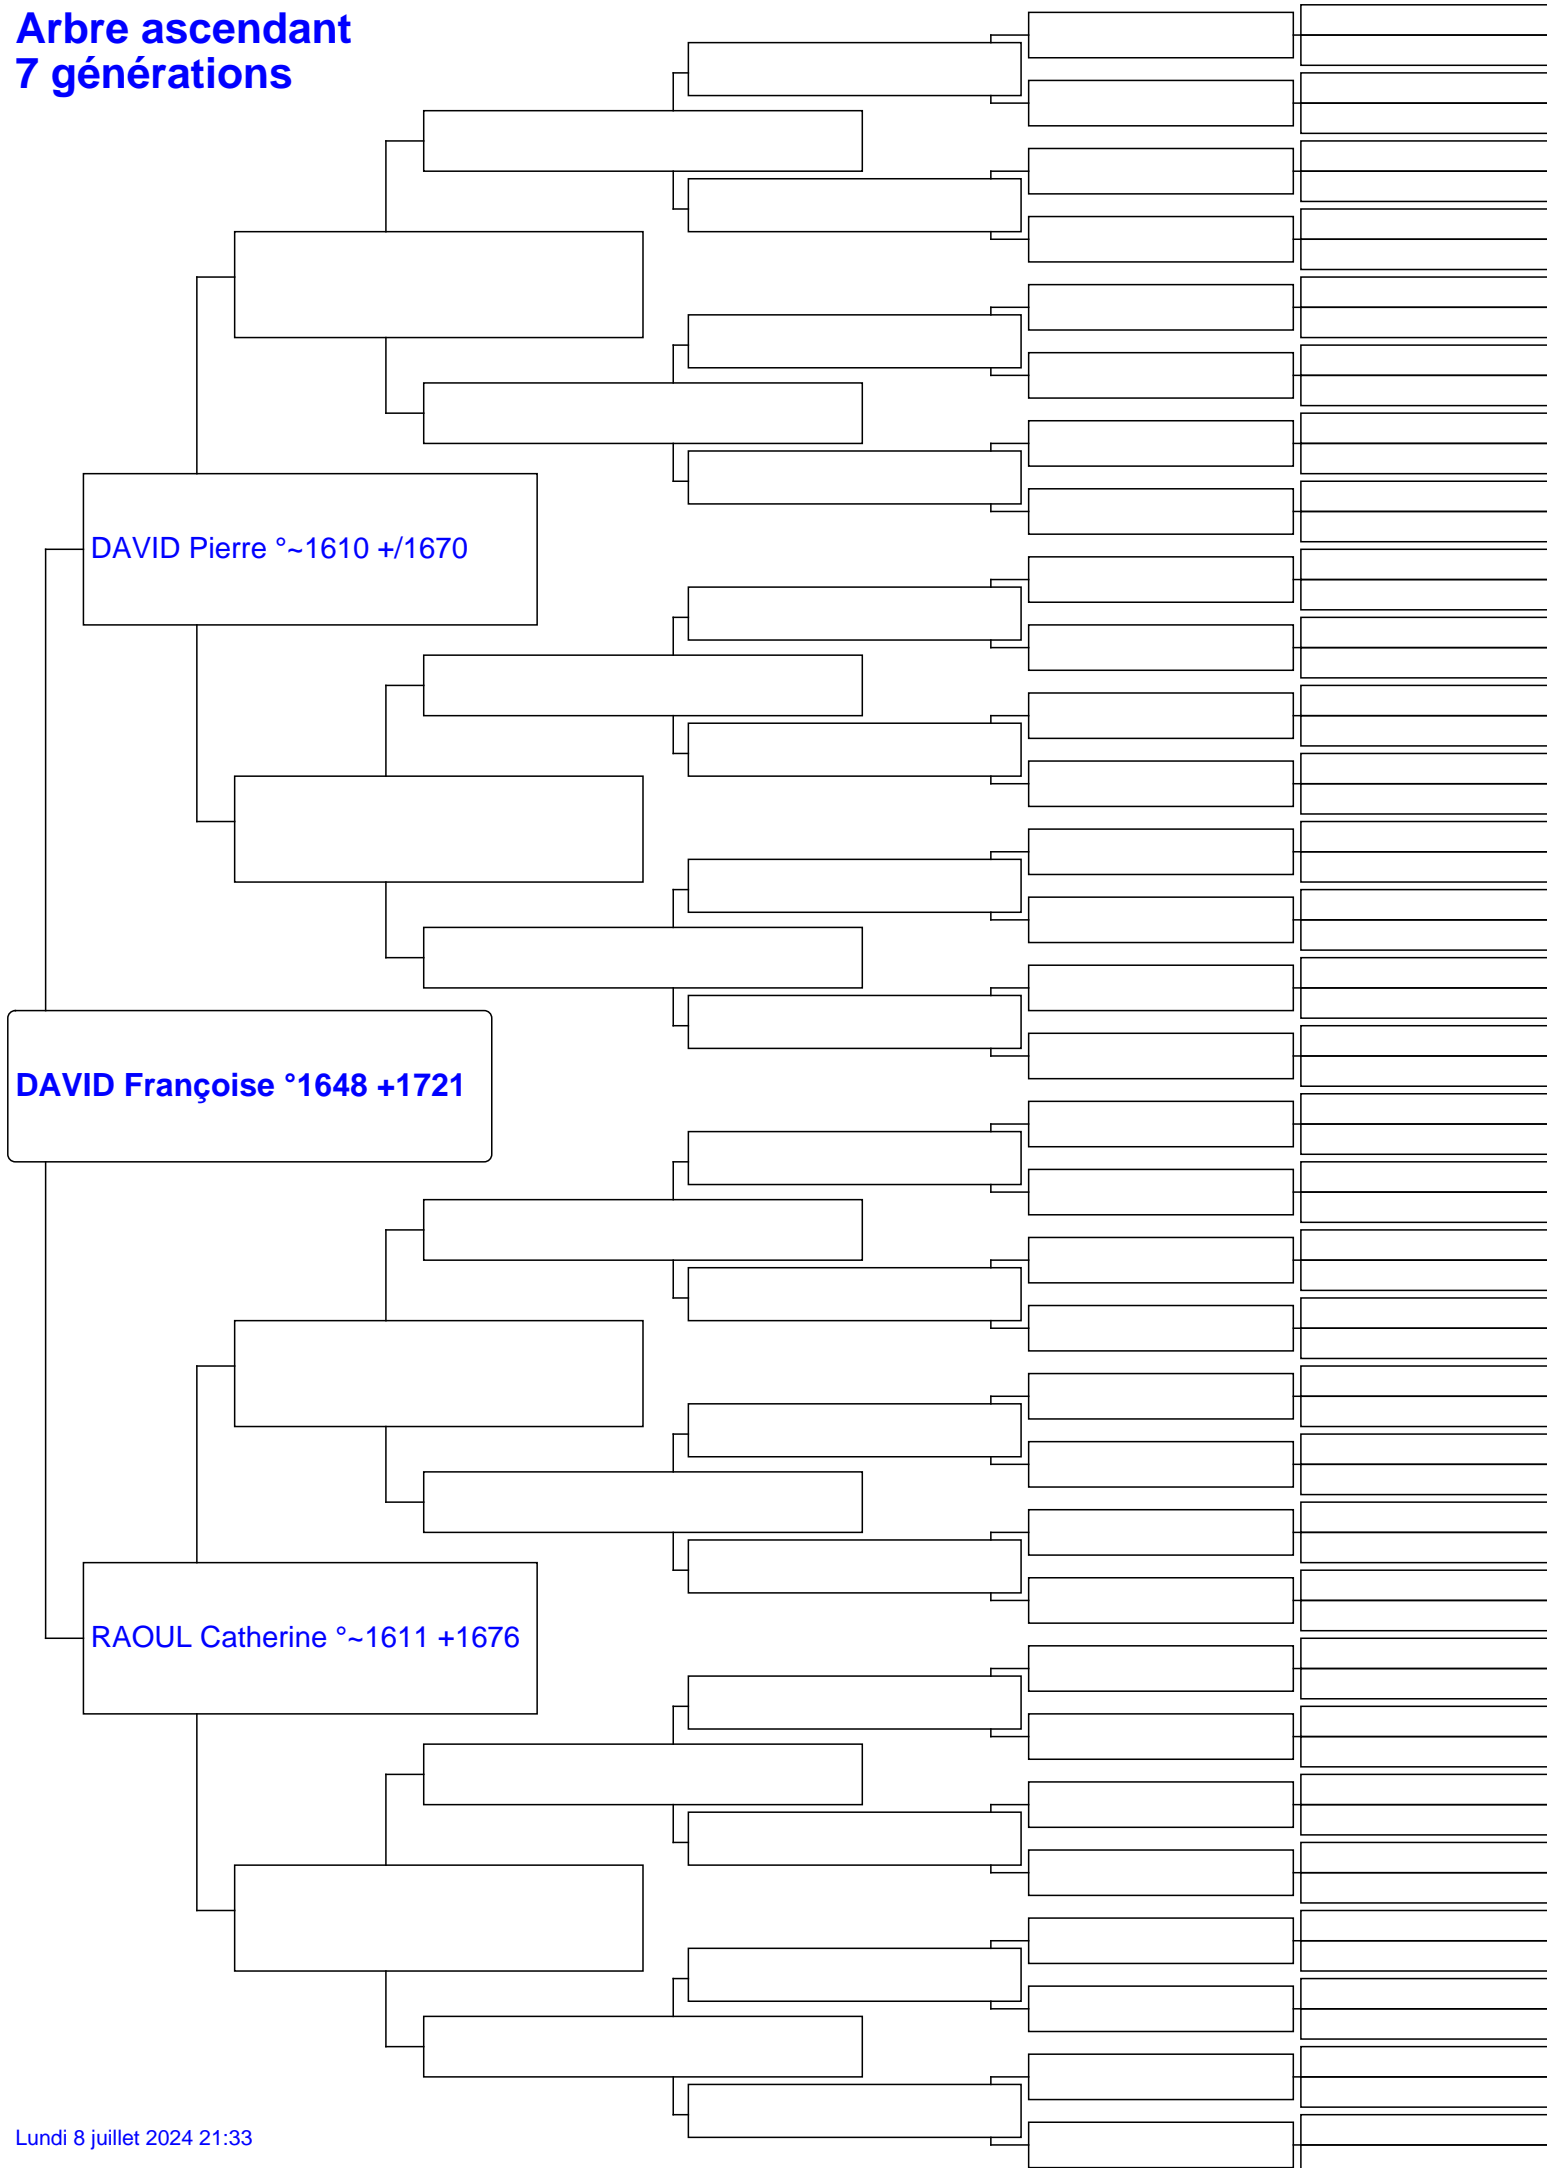 Arbre ascendant
7 générations
DAVID Pierre °~1610 +/1670
DAVID Françoise °1648 +1721
RAOUL Catherine °~1611 +1676
Lundi 8 juillet 2024 21:33